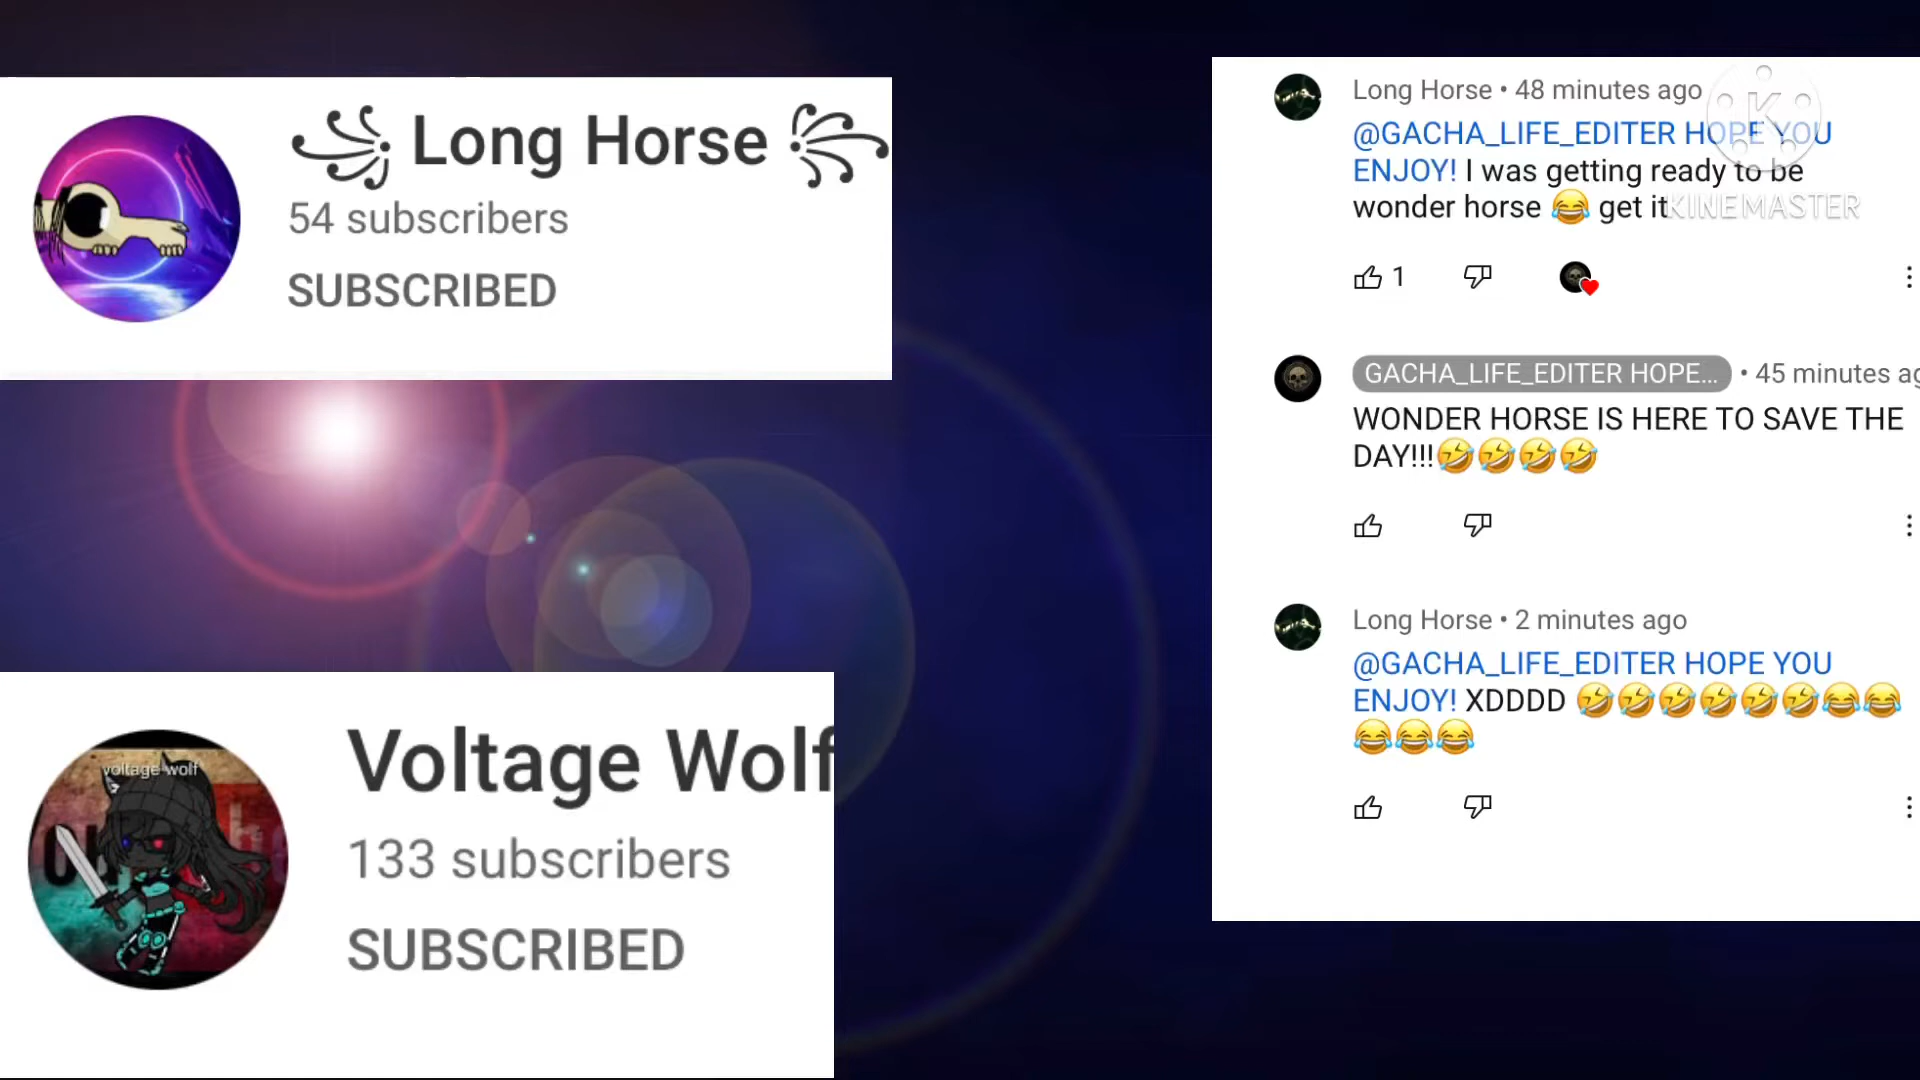 Long Horse
54 subscribers
SUBSCRIBED
voltage wolf
Voltage Wolf
133 subscribers
SUBSCRIBED
Long Horse • 48 minutes ago
@GACHA_LIFE_EDITER HOPE YOU
ENJOY! I was getting ready to be
wonder horse 😂 get it
KINEMASTER
1
GACHA_LIFE_EDITER HOPE... • 45 minutes ag
WONDER HORSE IS HERE TO SAVE THE
DAY!!!🤣🤣🤣🤣
Long Horse • 2 minutes ago
@GACHA_LIFE_EDITER HOPE YOU
ENJOY! XDDDD 🤣🤣🤣🤣🤣🤣😂😂
😂😂😂